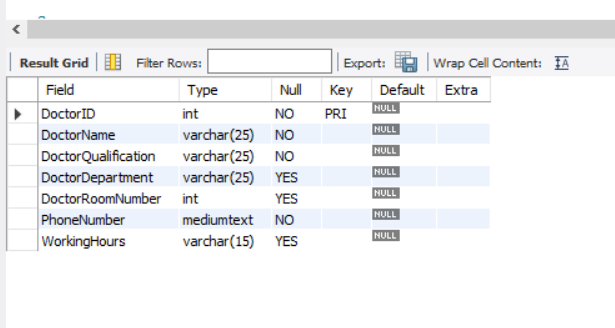 Result Grid Filter Rows: Export: Wrap Cell Content: IA
Field Type Null Key Default Extra
DoctorID int NO PRI NULL
DoctorName varchar(25) NO NULL
DoctorQualification varchar(25) NO NULL
DoctorDepartment varchar(25) YES NULL
DoctorRoomNumber int YES NULL
PhoneNumber mediumtext NO NULL
WorkingHours varchar(15) YES NULL